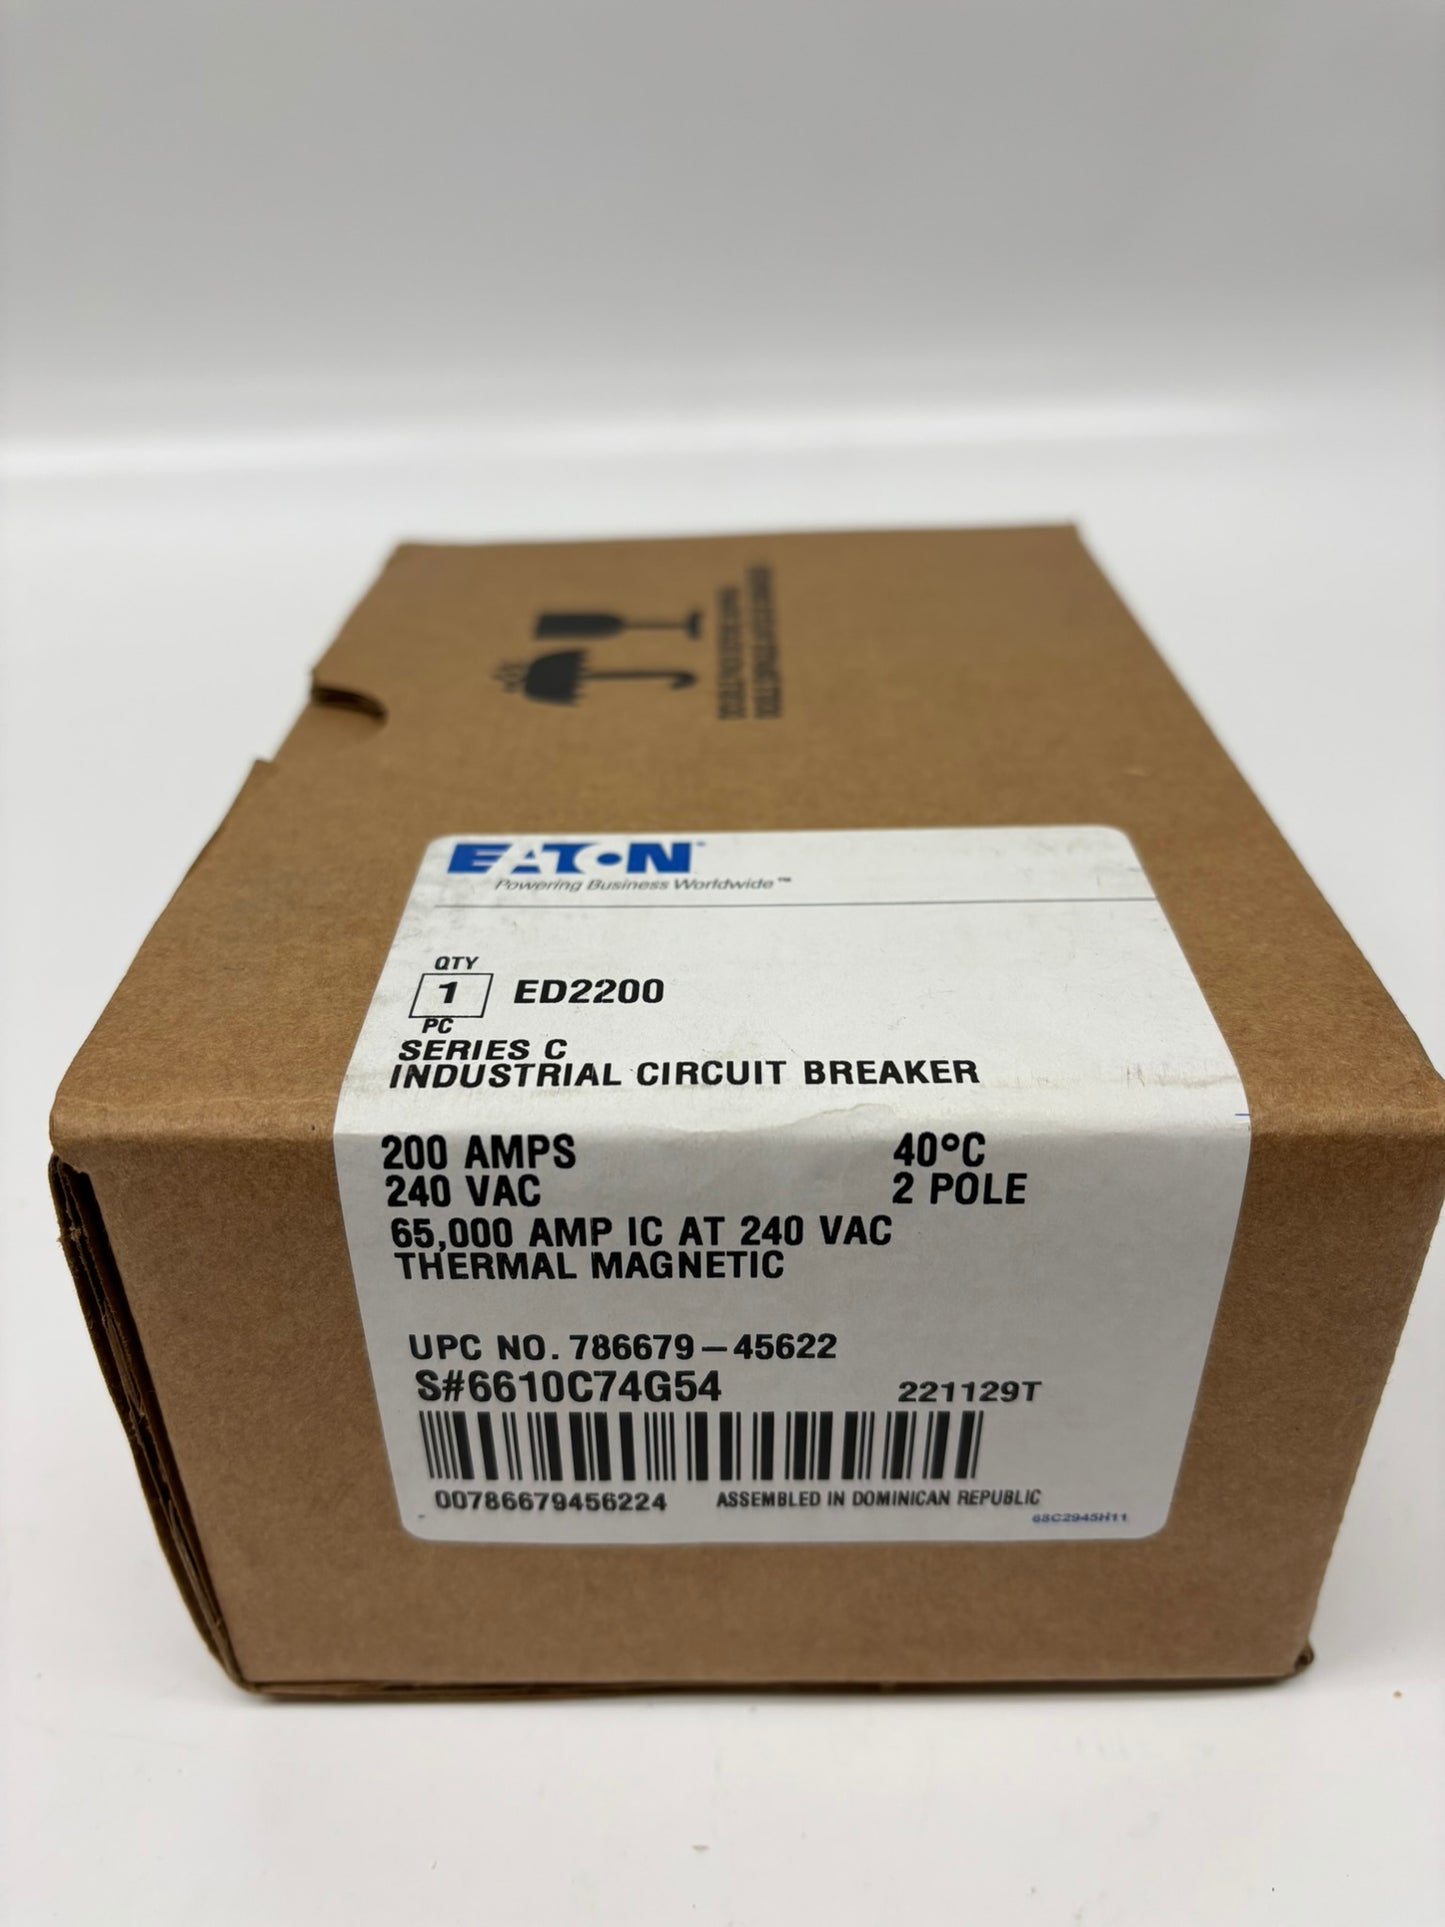 EATON
Powering Business Worldwide™
QTY
1 ED2200
PC
SERIES C
INDUSTRIAL CIRCUIT BREAKER
200 AMPS 40°C
240 VAC 2 POLE
65,000 AMP IC AT 240 VAC
THERMAL MAGNETIC
UPC NO. 786679-45622
S#6610C74G54 221129T
00786679456224 ASSEMBLED IN DOMINICAN REPUBLIC
68C2945H11